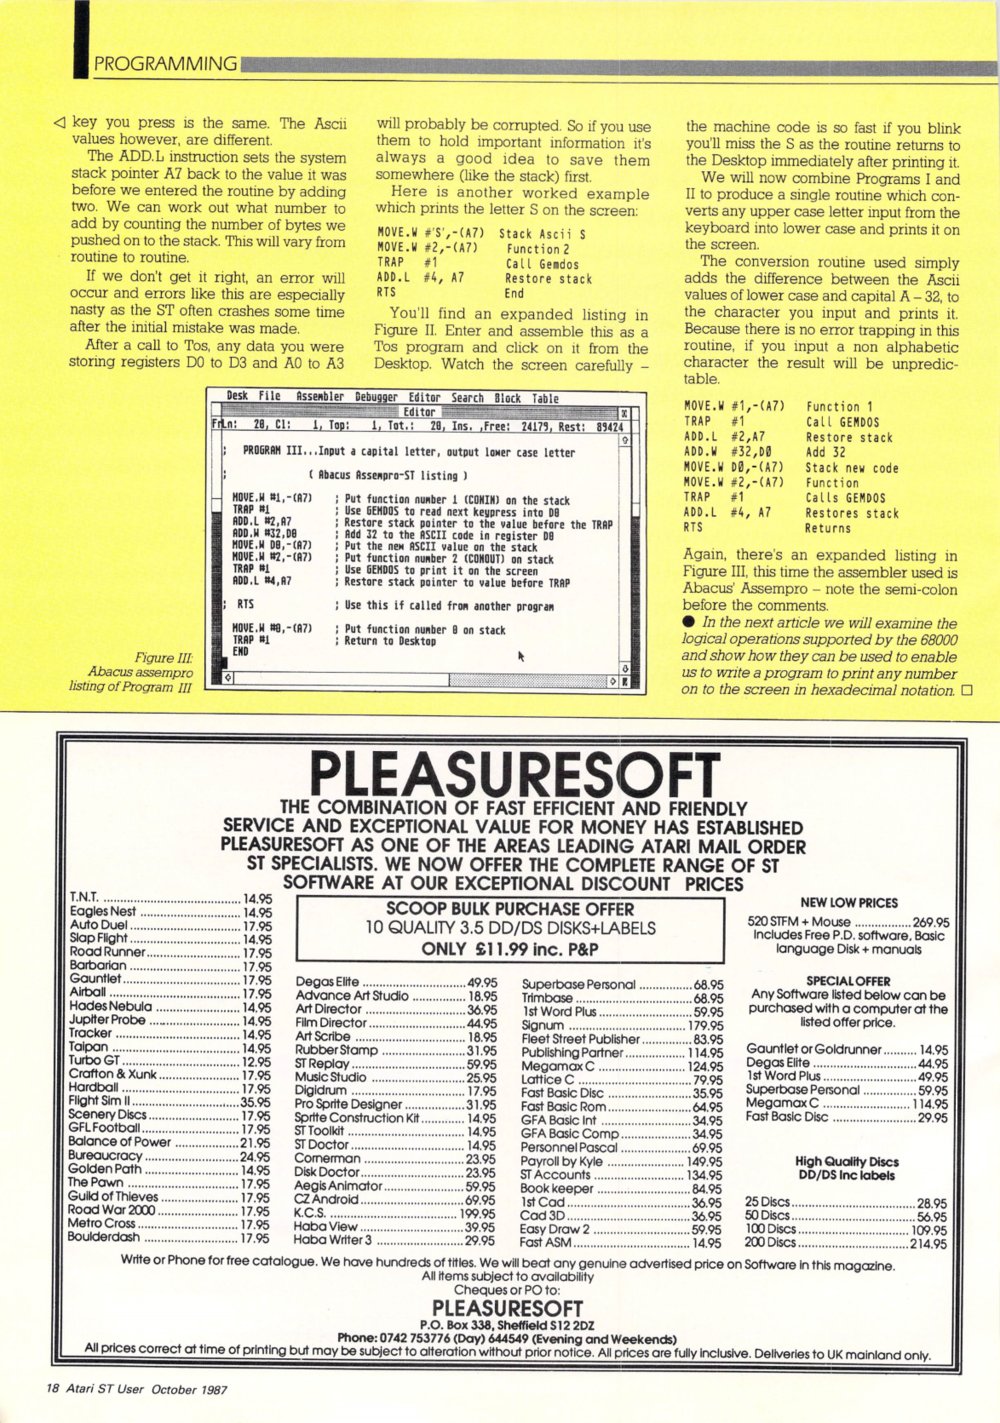 PROGRAMMING
◁ key you press is the same. The Ascii
values however, are different.
The ADD.L instruction sets the system
stack pointer A7 back to the value it was
before we entered the routine by adding
two. We can work out what number to
add by counting the number of bytes we
pushed on to the stack. This will vary from
routine to routine.
If we don't get it right, an error will
occur and errors like this are especially
nasty as the ST often crashes some time
after the initial mistake was made.
After a call to Tos, any data you were
storing registers D0 to D3 and A0 to A3
will probably be corrupted. So if you use
them to hold important information it's
always a good idea to save them
somewhere (like the stack) first.
Here is another worked example
which prints the letter S on the screen:
MOVE.W #'S',-(A7) Stack Ascii S
MOVE.W #2,-(A7) Function 2
TRAP #1 Call Gemdos
ADD.L #4, A7 Restore stack
RTS End
You'll find an expanded listing in
Figure II. Enter and assemble this as a
Tos program and click on it from the
Desktop. Watch the screen carefully –
the machine code is so fast if you blink
you'll miss the S as the routine returns to
the Desktop immediately after printing it.
We will now combine Programs I and
II to produce a single routine which con-
verts any upper case letter input from the
keyboard into lower case and prints it on
the screen.
The conversion routine used simply
adds the difference between the Ascii
values of lower case and capital A – 32, to
the character you input and prints it.
Because there is no error trapping in this
routine, if you input a non alphabetic
character the result will be unpredic-
table.
MOVE.W #1,-(A7) Function 1
TRAP #1 Call GEMDOS
ADD.L #2,A7 Restore stack
ADD.W #32,D0 Add 32
MOVE.W D0,-(A7) Stack new code
MOVE.W #2,-(A7) Function
TRAP #1 Calls GEMDOS
ADD.L #4, A7 Restores stack
RTS Returns
Again, there's an expanded listing in
Figure III, this time the assembler used is
Abacus' Assempro – note the semi-colon
before the comments.
● In the next article we will examine the
logical operations supported by the 68000
and show how they can be used to enable
us to write a program to print any number
on to the screen in hexadecimal notation. □
Desk File Assembler Debugger Editor Search Block Table
Editor
Ln: 20, Cl: 1, Top: 1, Tot.: 20, Ins. ,Free: 24179, Rest: 89424
; PROGRAM III...Input a capital letter, output lower case letter
; ( Abacus Assempro-ST listing )
MOVE.W #1,-(A7) ; Put function number 1 (CONIN) on the stack
TRAP #1 ; Use GEMDOS to read next keypress into D0
ADD.L #2,A7 ; Restore stack pointer to the value before the TRAP
ADD.W #32,D0 ; Add 32 to the ASCII code in register D0
MOVE.W D0,-(A7) ; Put the new ASCII value on the stack
MOVE.W #2,-(A7) ; Put function number 2 (CONOUT) on stack
TRAP #1 ; Use GEMDOS to print it on the screen
ADD.L #4,A7 ; Restore stack pointer to value before TRAP
; RTS ; Use this if called from another program
MOVE.W #0,-(A7) ; Put function number 0 on stack
TRAP #1 ; Return to Desktop
END
Figure III:
Abacus assempro
listing of Program III
PLEASURESOFT
THE COMBINATION OF FAST EFFICIENT AND FRIENDLY
SERVICE AND EXCEPTIONAL VALUE FOR MONEY HAS ESTABLISHED
PLEASURESOFT AS ONE OF THE AREAS LEADING ATARI MAIL ORDER
ST SPECIALISTS. WE NOW OFFER THE COMPLETE RANGE OF ST
SOFTWARE AT OUR EXCEPTIONAL DISCOUNT PRICES
T.N.T. 14.95
Eagles Nest 14.95
Auto Duel 17.95
Slap Flight 14.95
Road Runner 17.95
Barbarian 17.95
Gauntlet 17.95
Airball 17.95
Hades Nebula 14.95
Jupiter Probe 14.95
Tracker 14.95
Taipan 14.95
Turbo GT 12.95
Crafton & Xunk 17.95
Hardball 17.95
Flight Sim II 35.95
Scenery Discs 17.95
GFL Football 17.95
Balance of Power 21.95
Bureaucracy 24.95
Golden Path 14.95
The Pawn 17.95
Guild of Thieves 17.95
Road War 2000 17.95
Metro Cross 17.95
Boulderdash 17.95
SCOOP BULK PURCHASE OFFER
10 QUALITY 3.5 DD/DS DISKS+LABELS
ONLY £11.99 inc. P&P
Degas Elite 49.95
Advance Art Studio 18.95
Art Director 36.95
Film Director 44.95
Art Scribe 18.95
Rubber Stamp 31.95
ST Replay 59.95
Music Studio 25.95
Digidrum 17.95
Pro Sprite Designer 31.95
Sprite Construction Kit 14.95
ST Toolkit 14.95
ST Doctor 14.95
Cornerman 23.95
Disk Doctor 23.95
Aegis Animator 59.95
CZ Android 69.95
K.C.S. 199.95
Haba View 39.95
Haba Writer 3 29.95
Superbase Personal 68.95
Trimbase 68.95
1st Word Plus 59.95
Signum 179.95
Fleet Street Publisher 83.95
Publishing Partner 114.95
Megamax C 124.95
Lattice C 79.95
Fast Basic Disc 35.95
Fast Basic Rom 64.95
GFA Basic Int 34.95
GFA Basic Comp 34.95
Personnel Pascal 69.95
Payroll by Kyle 149.95
ST Accounts 134.95
Book keeper 84.95
1st Cad 36.95
Cad 3D 36.95
Easy Draw 2 59.95
Fast ASM 14.95
NEW LOW PRICES
520 STFM + Mouse 269.95
Includes Free P.D. software, Basic
language Disk + manuals
SPECIAL OFFER
Any Software listed below can be
purchased with a computer at the
listed offer price.
Gauntlet or Goldrunner 14.95
Degas Elite 44.95
1st Word Plus 49.95
Superbase Personal 59.95
Megamax C 114.95
Fast Basic Disc 29.95
High Quality Discs
DD/DS Inc labels
25 Discs 28.95
50 Discs 56.95
100 Discs 109.95
200 Discs 214.95
Write or Phone for free catalogue. We have hundreds of titles. We will beat any genuine advertised price on Software in this magazine.
All items subject to availability
Cheques or PO to:
PLEASURESOFT
P.O. Box 338, Sheffield S12 2DZ
Phone: 0742 753776 (Day) 644549 (Evening and Weekends)
All prices correct at time of printing but may be subject to alteration without prior notice. All prices are fully inclusive. Deliveries to UK mainland only.
18 Atari ST User October 1987